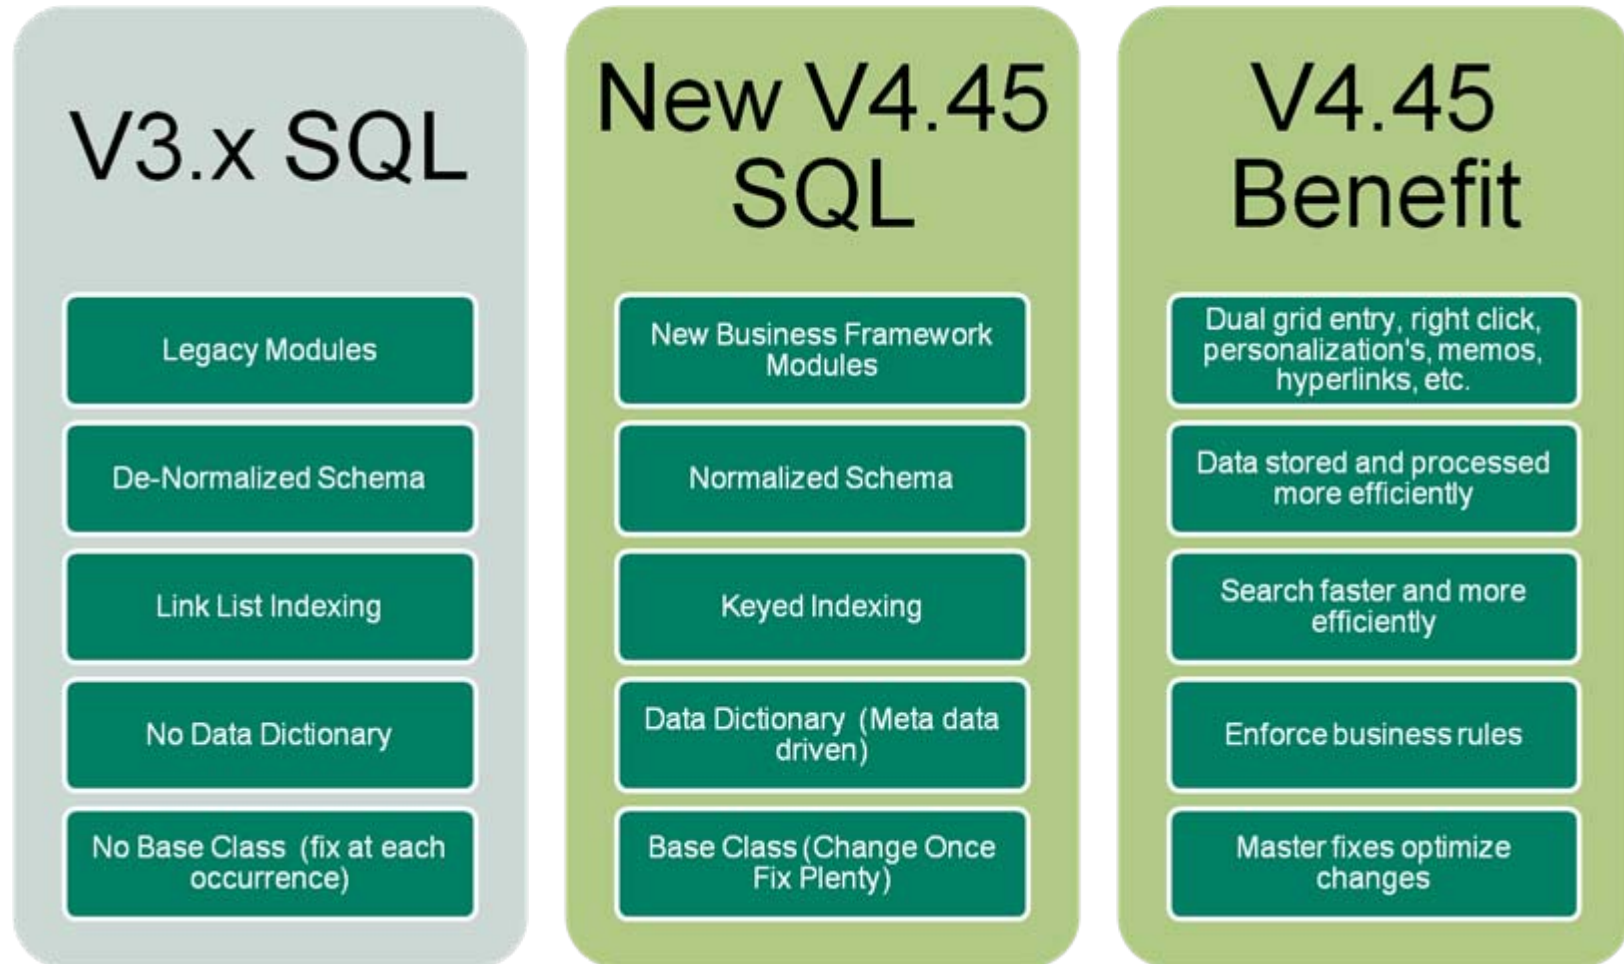 V3.x SQL
Legacy Modules
De-Normalized Schema
Link List Indexing
No Data Dictionary
No Base Class (fix at each
occurrence)
New V4.45
SQL
New Business Framework
Modules
Normalized Schema
Keyed Indexing
Data Dictionary (Meta data
driven)
Base Class (Change Once
Fix Plenty)
V4.45
Benefit
Dual grid entry, right click,
personalization's, memos,
hyperlinks, etc.
Data stored and processed
more efficiently
Search faster and more
efficiently
Enforce business rules
Master fixes optimize
changes